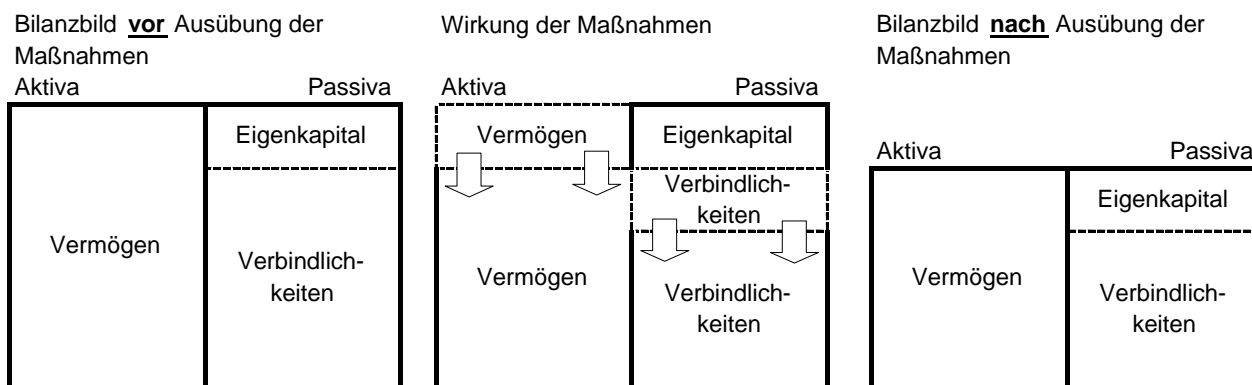 Bilanzbild vor Ausübung der
Maßnahmen
Aktiva Passiva
Eigenkapital
Vermögen
Verbindlich-
keiten
Wirkung der Maßnahmen
Aktiva Passiva
Vermögen
Eigenkapital
Verbindlich-
keiten
Vermögen
Verbindlich-
keiten
Bilanzbild nach Ausübung der
Maßnahmen
Aktiva Passiva
Eigenkapital
Vermögen
Verbindlich-
keiten